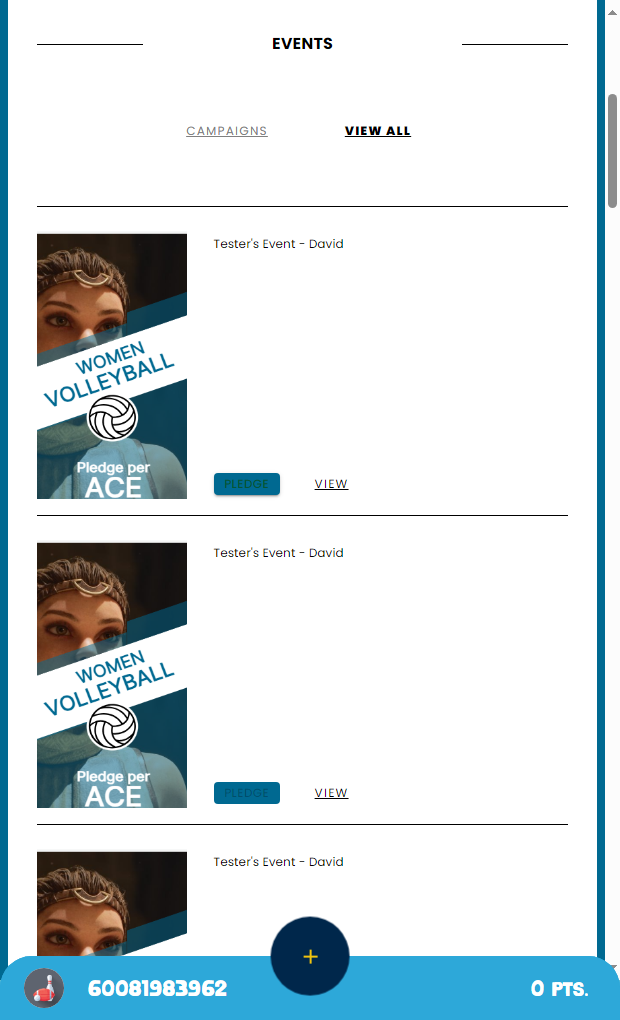 EVENTS
CAMPAIGNS VIEW ALL
Tester's Event - David
WOMEN
VOLLEYBALL
Pledge per
ACE
PLEDGE VIEW
Tester's Event - David
WOMEN
VOLLEYBALL
Pledge per
ACE
PLEDGE VIEW
Tester's Event - David
+
60081983962 0 PTS.